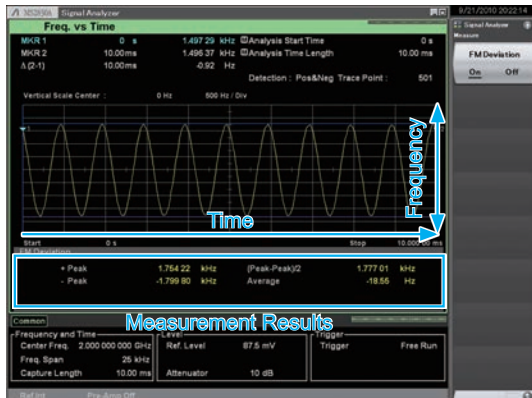 MS2690A Signal Analyzer 9/21/2010 20:22:14
Freq. vs Time
MKR 1 0 s 1.497 29 kHz Analysis Start Time 0 s
MKR 2 10.00ms 1.496 37 kHz Analysis Time Length 10.00 ms
Δ (2-1) 10.00ms -0.92 Hz
Detection : Pos&Neg Trace Point : 501
Vertical Scale Center : 0 Hz 500 Hz / Div
Signal Analyzer
Measure
FM Deviation
On Off
1
Frequency
Time
Start 0 s Stop 10.000 00 ms
FM Deviation
+ Peak 1.754 22 kHz (Peak-Peak)/2 1.777 01 kHz
- Peak -1.799 80 kHz Average -18.55 Hz
Measurement Results
Common
Frequency and Time Level Trigger
Center Freq. 2.000 000 000 GHz Ref. Level 87.5 mV Trigger Free Run
Freq. Span 25 kHz
Capture Length 10.00 ms Attenuator 10 dB
Ref.Int Pre-Amp Off